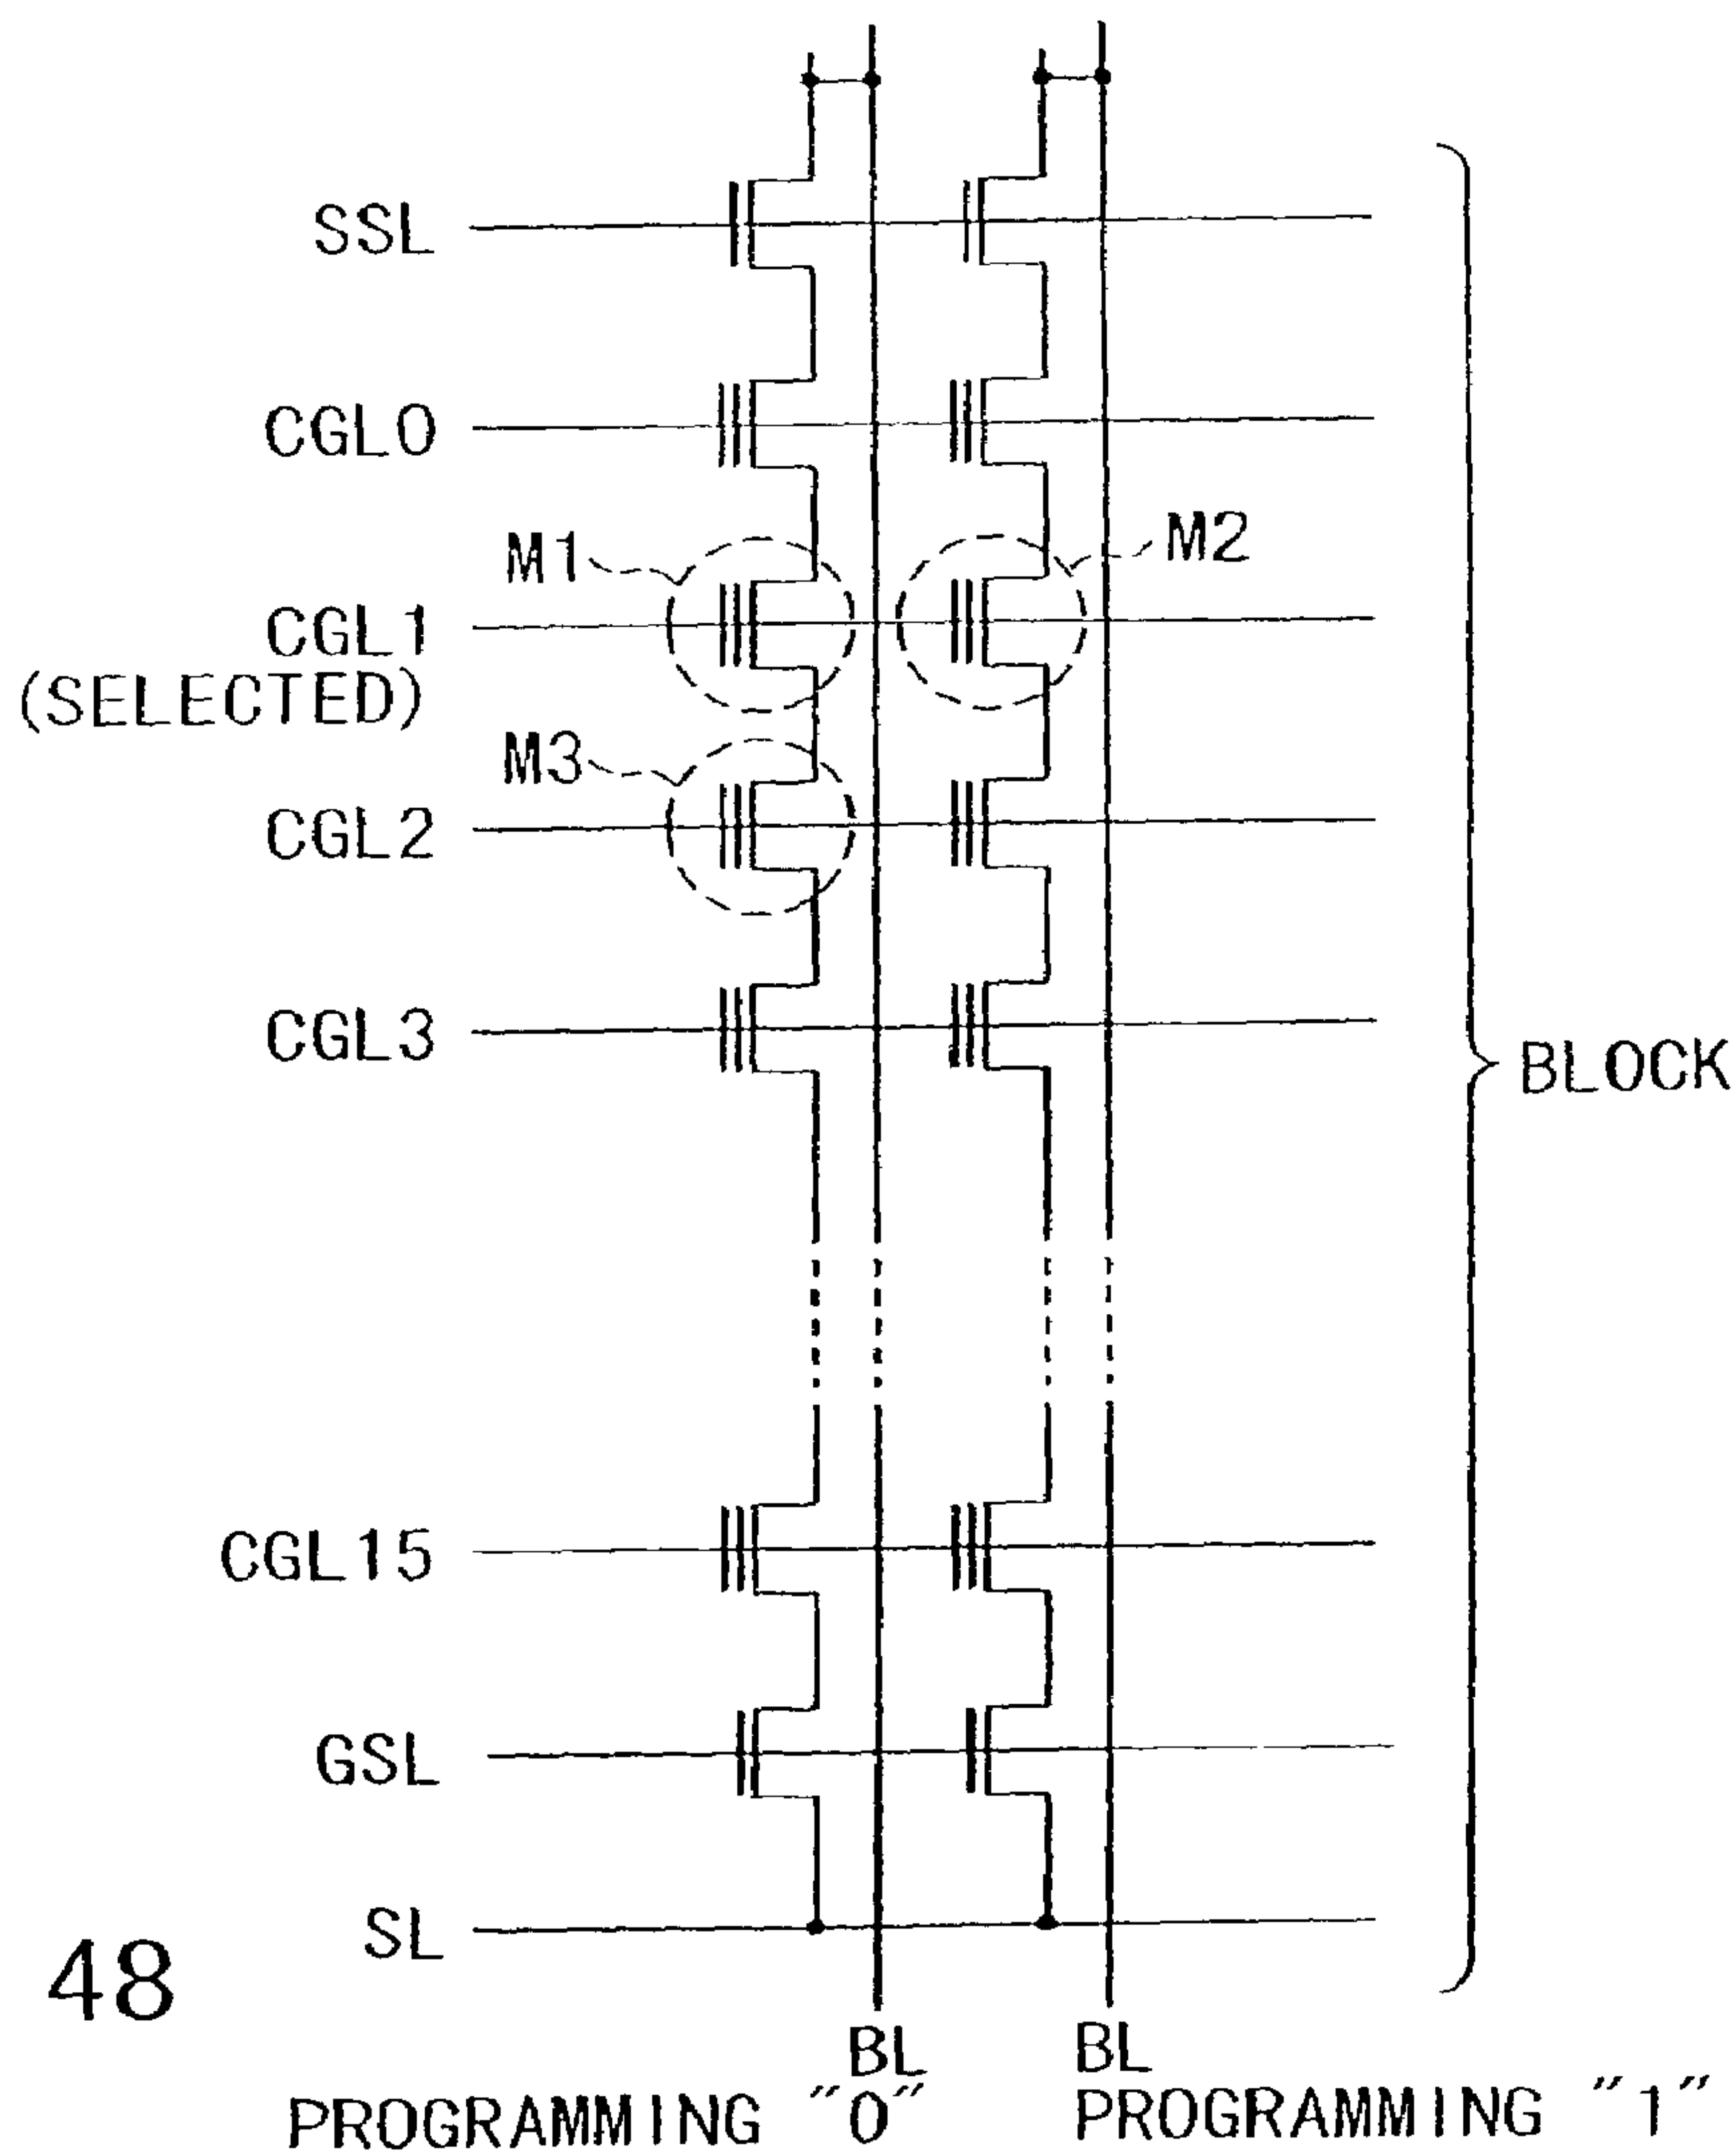 SSL
CGL0
M1
M2
CGL1
(SELECTED)
M3
CGL2
CGL3
BLOCK
CGL15
GSL
SL
48
BL
BL
PROGRAMMING "0"
PROGRAMMING "1"